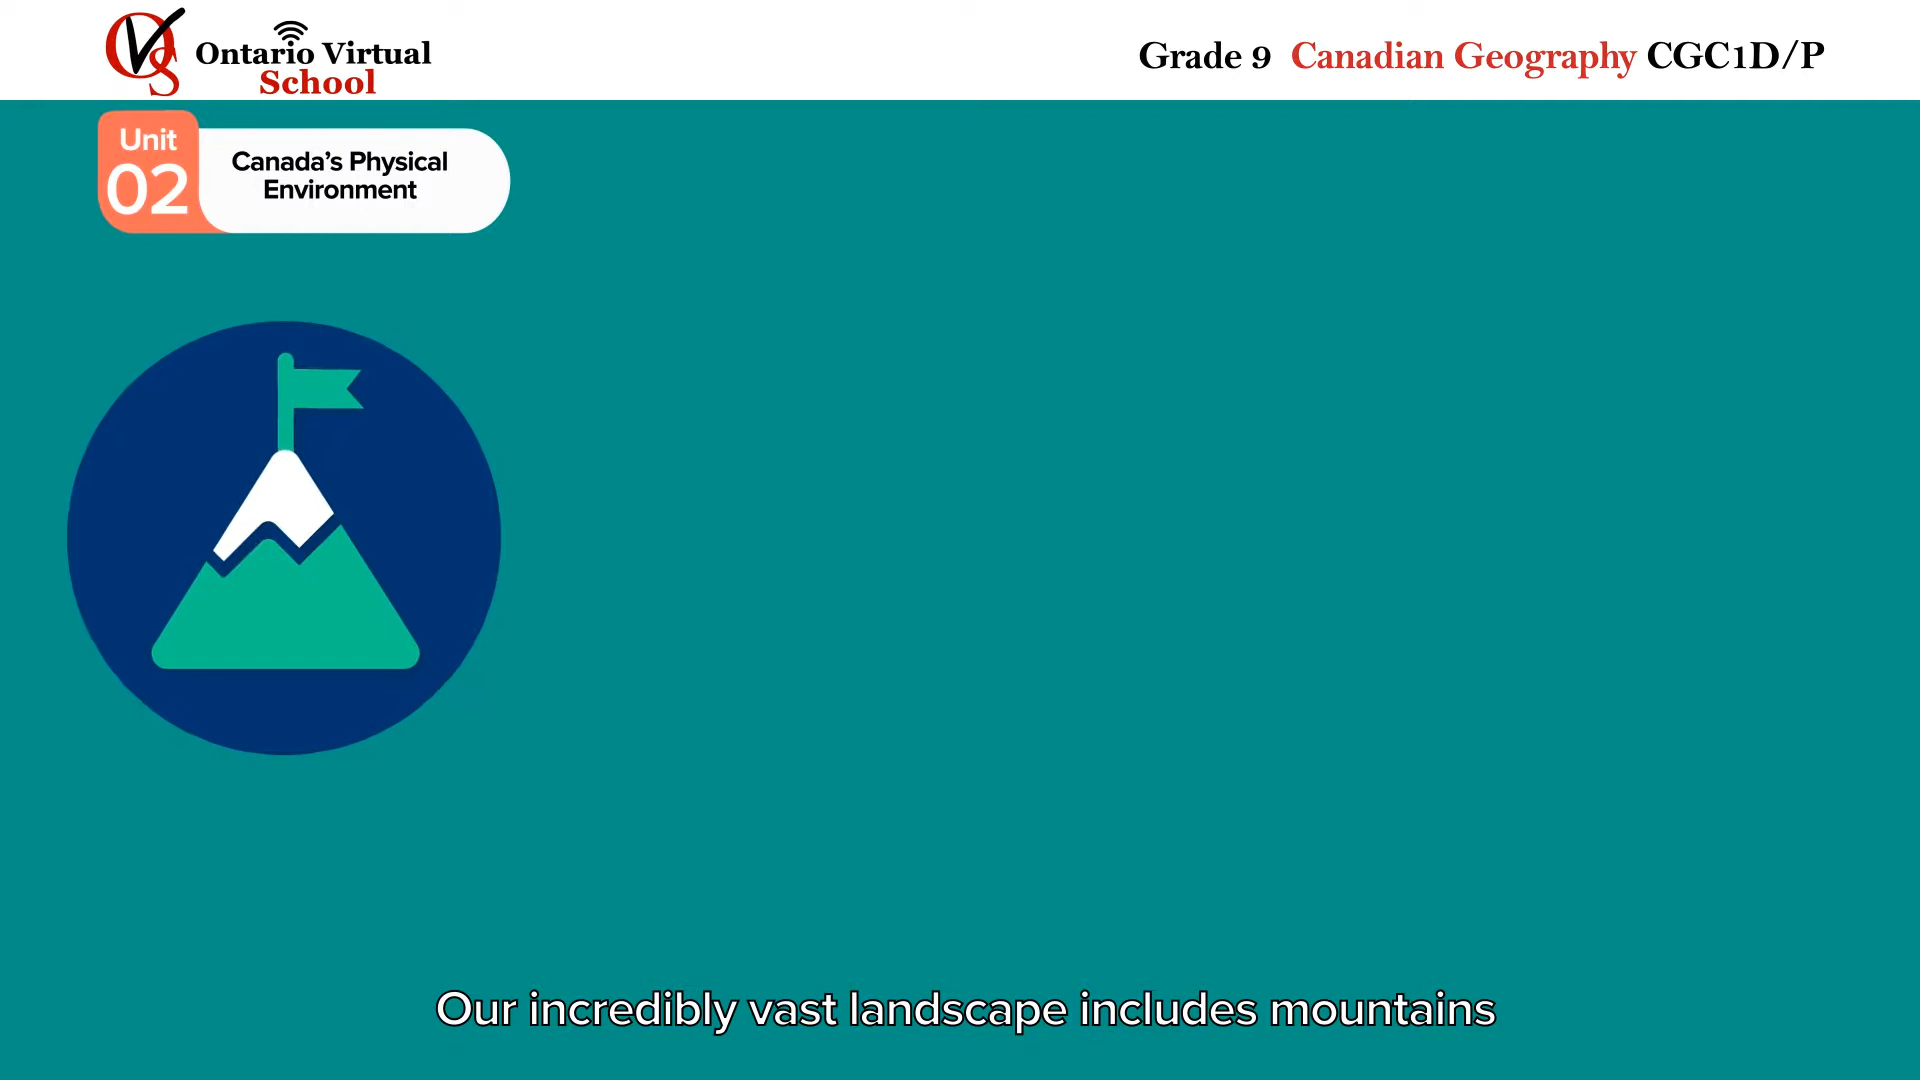 OVS
Ontario Virtual
School
Grade 9 Canadian Geography CGC1D/P
Unit
02
Canada’s Physical
Environment
Our incredibly vast landscape includes mountains